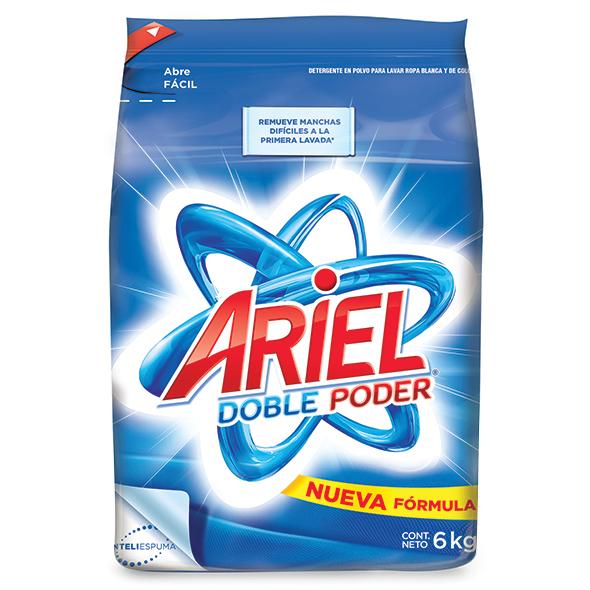 Abre
FÁCIL
DETERGENTE EN POLVO PARA LAVAR ROPA BLANCA Y DE COL
REMUEVE MANCHAS
DIFÍCILES A LA
PRIMERA LAVADA*
ARIEL®
DOBLE PODER
NUEVA FÓRMULA
NTELIESPUMA
CONT.
NETO 6 kg